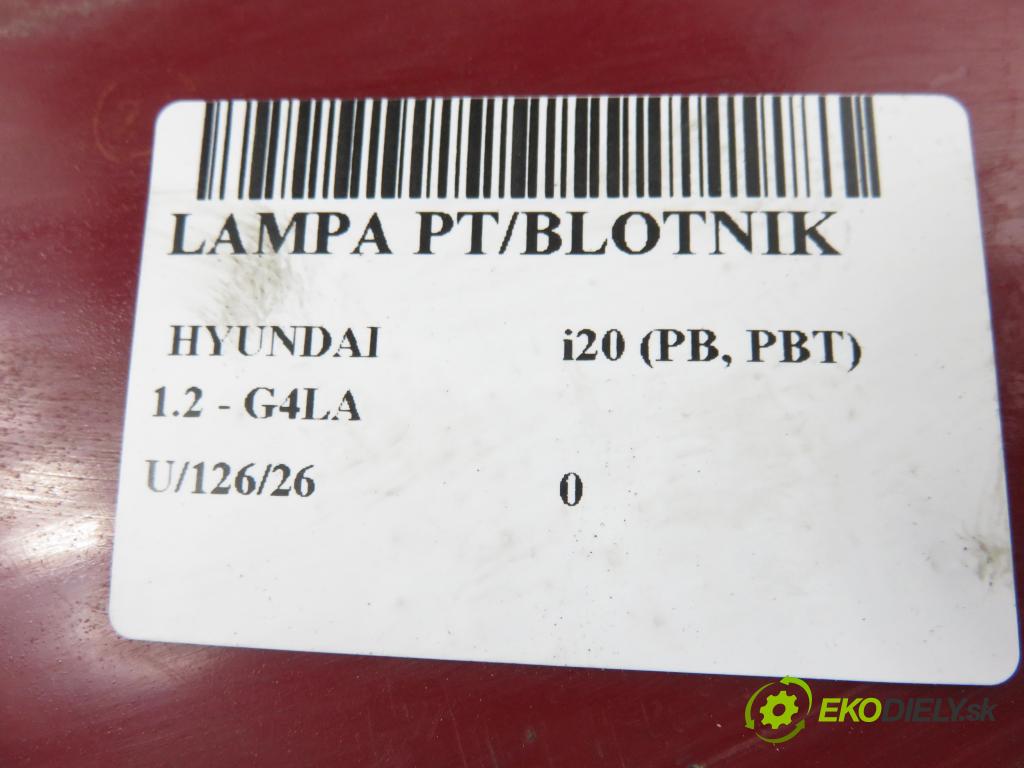 LAMPA PT/BLOTNIK
HYUNDAI i20 (PB, PBT)
1.2 - G4LA
U/126/26 0
EKODIELY.sk